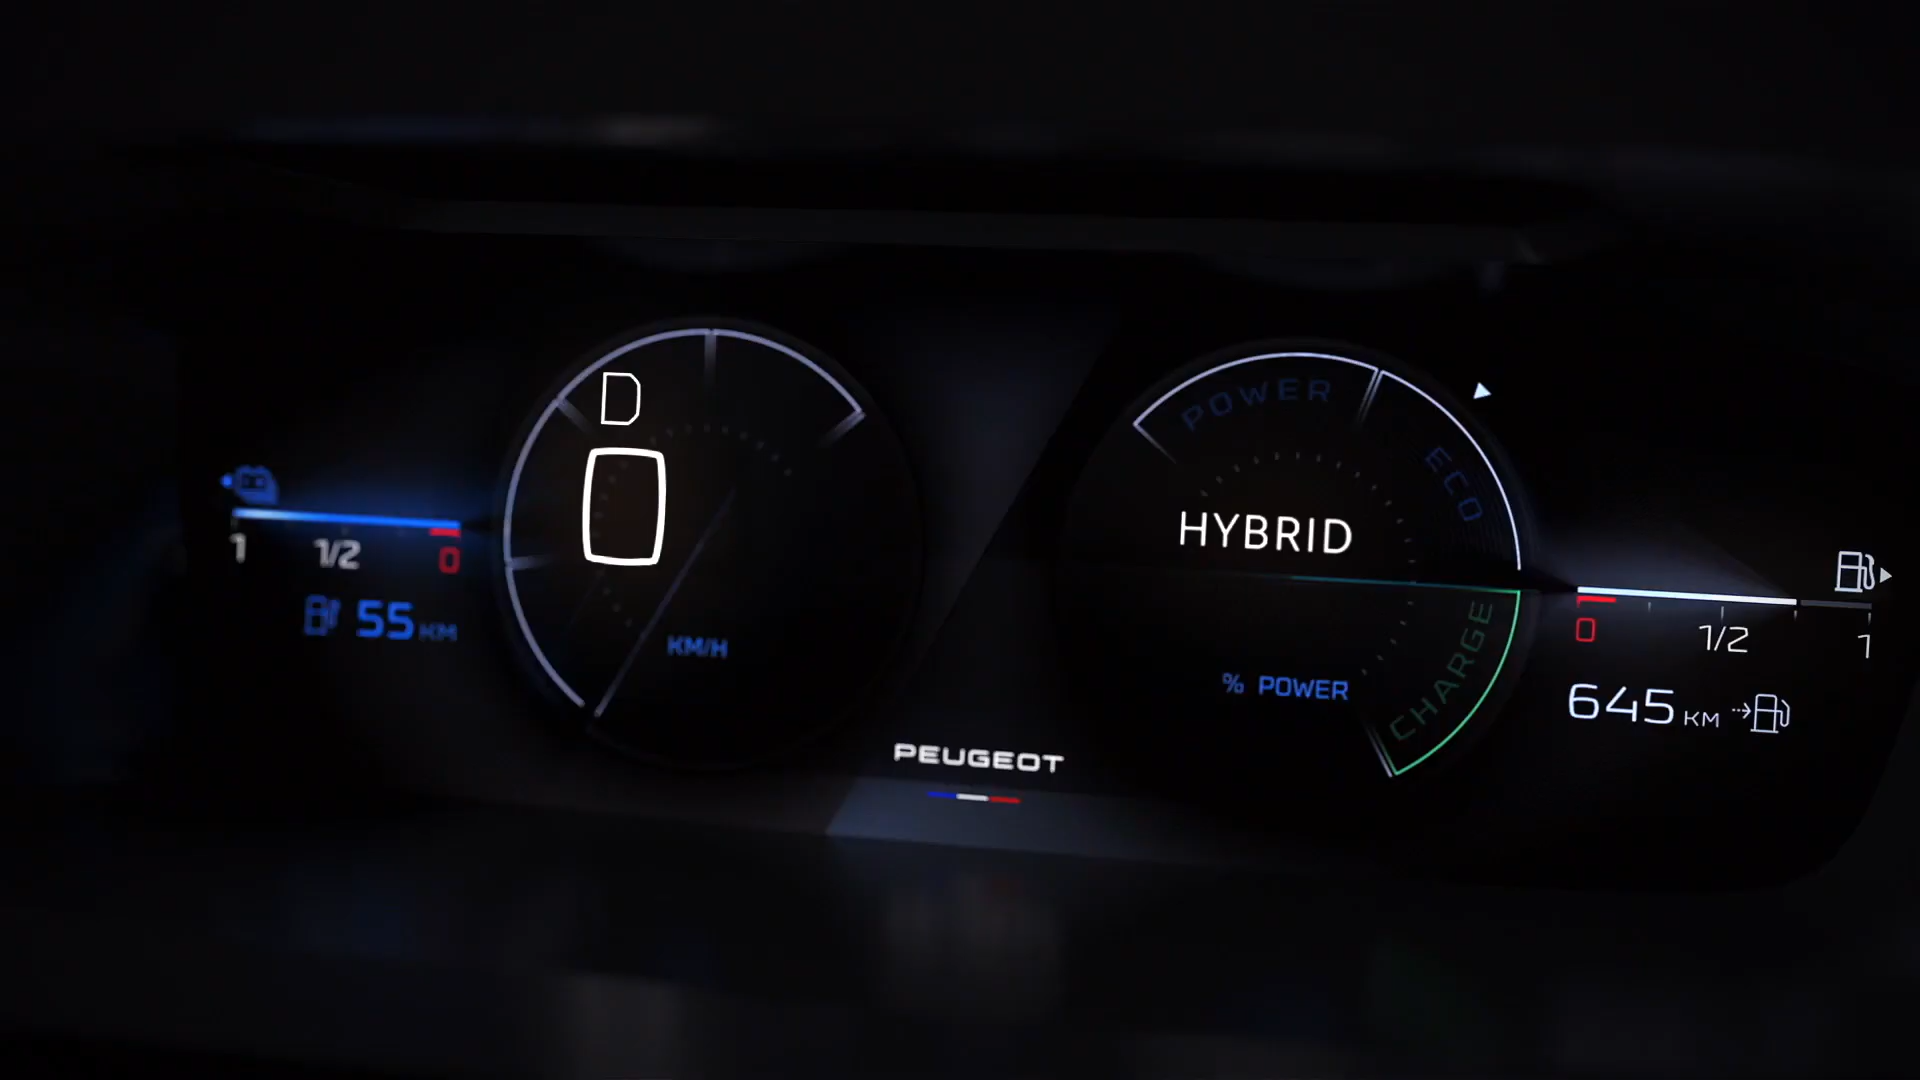 D
0
KM/H
1 1/2 0
55 KM
POWER
ECO
HYBRID
CHARGE
% POWER
0 1/2 1
645 KM
PEUGEOT